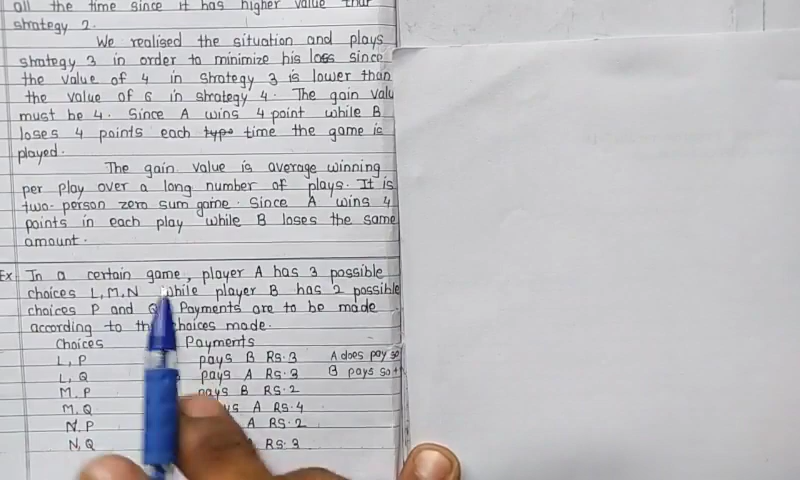 all the time since it has higher value than
strategy 2.
We realised the situation and plays
strategy 3 in order to minimize his loss since
the value of 4 in strategy 3 is lower than
the value of 6 in strategy 4. The gain valu
must be 4. Since A wins 4 point while B
loses 4 points each type time the game is
played.
The gain value is average winning
per play over a long number of plays. It is
two-person zero sum game. Since A wins 4
points in each play while B loses the same
amount.
Ex In a certain game, player A has 3 possible
choices L, M, N while player B has 2 possible
choices P and Q Payments are to be made
according to the choices made.
Choices Payments
L, P pays B RS.3 A does pay so
L, Q pays A RS.3 B pays so
M. P pays B RS.2
M. Q A RS.4
N. P A RS.2
N, Q RS.3